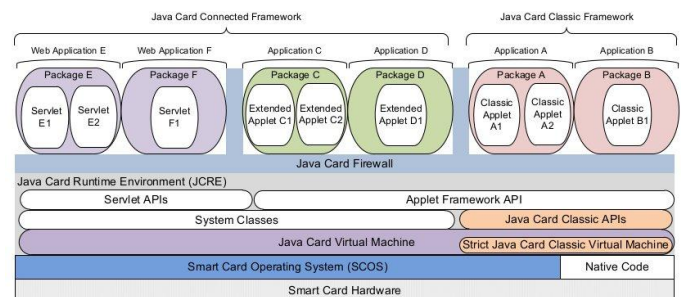 Java Card Connected Framework
Java Card Classic Framework
Web Application E
Web Application F
Application C
Application D
Application A
Application B
Package E
Package F
Package C
Package D
Package A
Package B
Servlet
E1
Servlet
E2
Servlet
F1
Extended
Applet C1
Extended
Applet C2
Extended
Applet D1
Classic
Applet
A1
Classic
Applet
A2
Classic
Applet B1
Java Card Firewall
Java Card Runtime Environment (JCRE)
Servlet APIs
Applet Framework API
System Classes
Java Card Classic APIs
Java Card Virtual Machine
Strict Java Card Classic Virtual Machine
Smart Card Operating System (SCOS)
Native Code
Smart Card Hardware